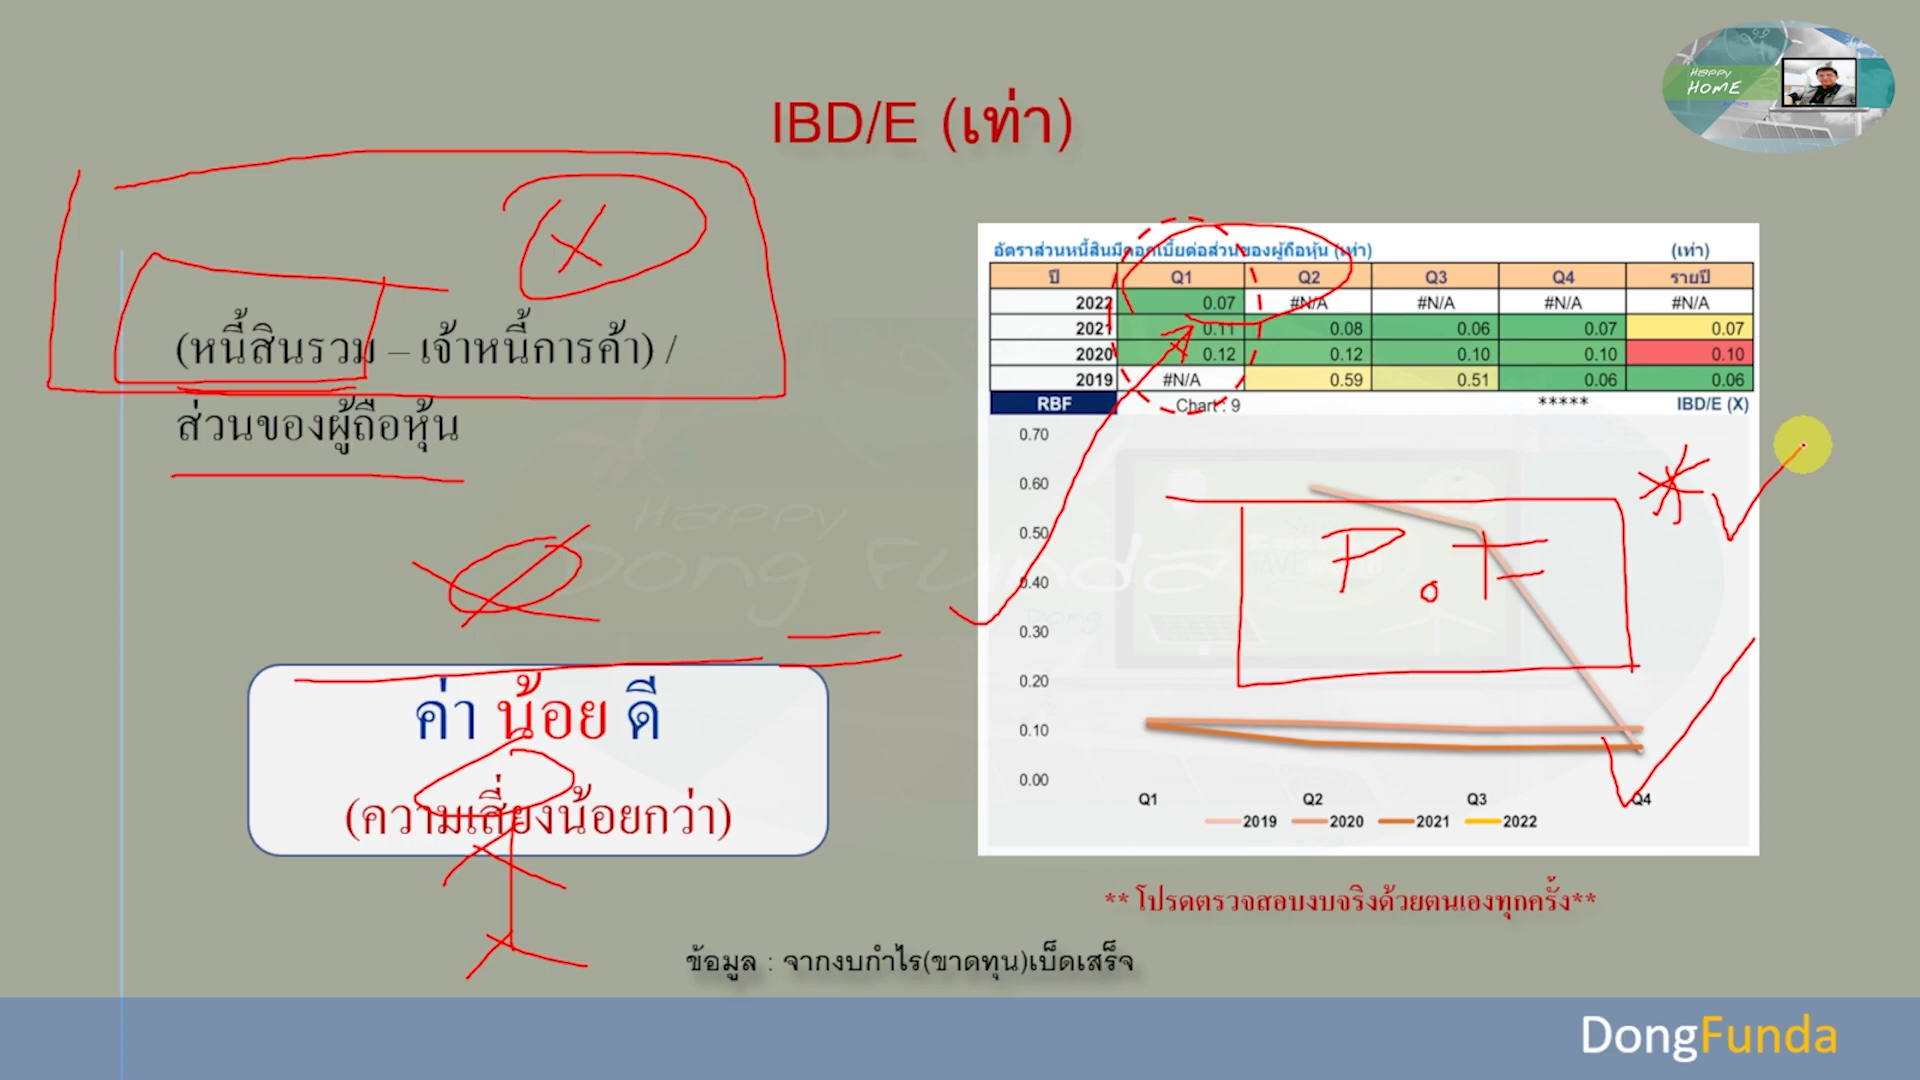 IBD/E (เท่า)
Happy
HOME
(หนี้สินรวม – เจ้าหนี้การค้า) /
ส่วนของผู้ถือหุ้น
ค่า น้อย ดี
(ความเสี่ยงน้อยกว่า)
อัตราส่วนหนี้สินมีดอกเบี้ยต่อส่วนของผู้ถือหุ้น (เท่า) (เท่า)
ปี Q1 Q2 Q3 Q4 รายปี
2022 0.07 #N/A #N/A #N/A #N/A
2021 0.11 0.08 0.06 0.07 0.07
2020 0.12 0.12 0.10 0.10 0.10
2019 #N/A 0.59 0.51 0.06 0.06
RBF Chart : 9 ***** IBD/E (X)
0.70
0.60
0.50
0.40
0.30
0.20
0.10
0.00
Q1 Q2 Q3 Q4
2019 2020 2021 2022
P.E
Happy
Dong Funda
** โปรดตรวจสอบงบจริงด้วยตนเองทุกครั้ง**
ข้อมูล : จากงบกำไร(ขาดทุน)เบ็ดเสร็จ
DongFunda